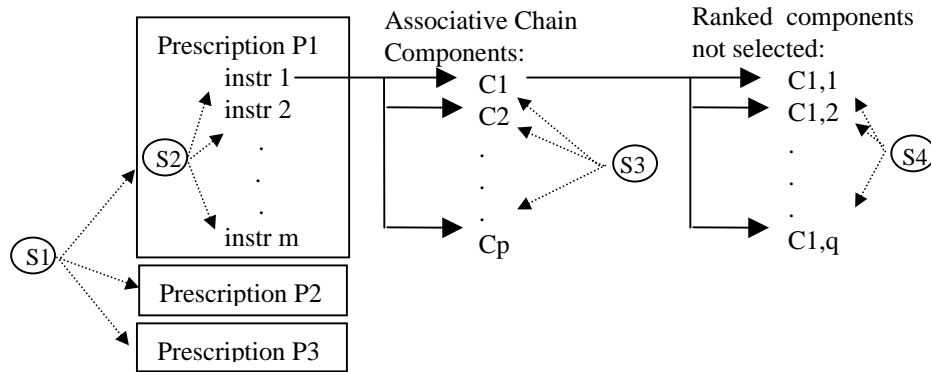 Prescription P1
instr 1
instr 2
.
.
.
instr m
S2
S1
Prescription P2
Prescription P3
Associative Chain
Components:
C1
C2
.
.
.
Cp
S3
Ranked components
not selected:
C1,1
C1,2
.
.
.
C1,q
S4